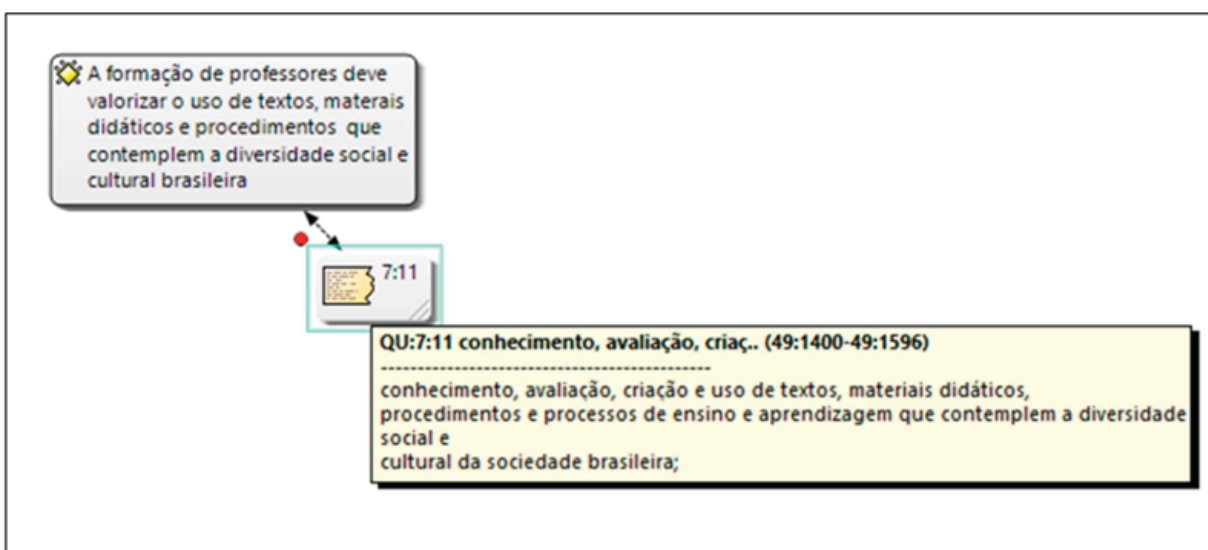 A formação de professores deve
valorizar o uso de textos, materais
didáticos e procedimentos que
contemplem a diversidade social e
cultural brasileira
7:11
QU:7:11 conhecimento, avaliação, criaç.. (49:1400-49:1596)
---------------------------------------------
conhecimento, avaliação, criação e uso de textos, materiais didáticos,
procedimentos e processos de ensino e aprendizagem que contemplem a diversidade
social e
cultural da sociedade brasileira;